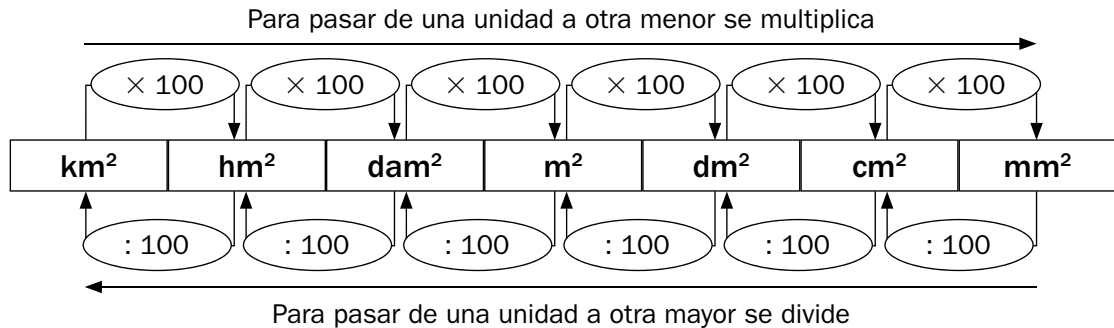 Para pasar de una unidad a otra menor se multiplica
× 100 × 100 × 100 × 100 × 100 × 100
km² hm² dam² m² dm² cm² mm²
: 100 : 100 : 100 : 100 : 100 : 100
Para pasar de una unidad a otra mayor se divide